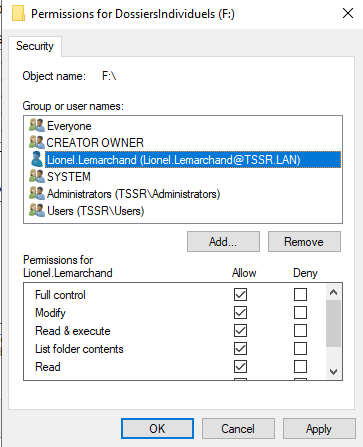 Permissions for DossiersIndividuels (F:)
Security
Object name: F:\
Group or user names:
Everyone
CREATOR OWNER
Lionel.Lemarchand (Lionel.Lemarchand@TSSR.LAN)
SYSTEM
Administrators (TSSR\Administrators)
Users (TSSR\Users)
Add... Remove
Permissions for
Lionel.Lemarchand Allow Deny
Full control
Modify
Read & execute
List folder contents
Read
OK Cancel Apply